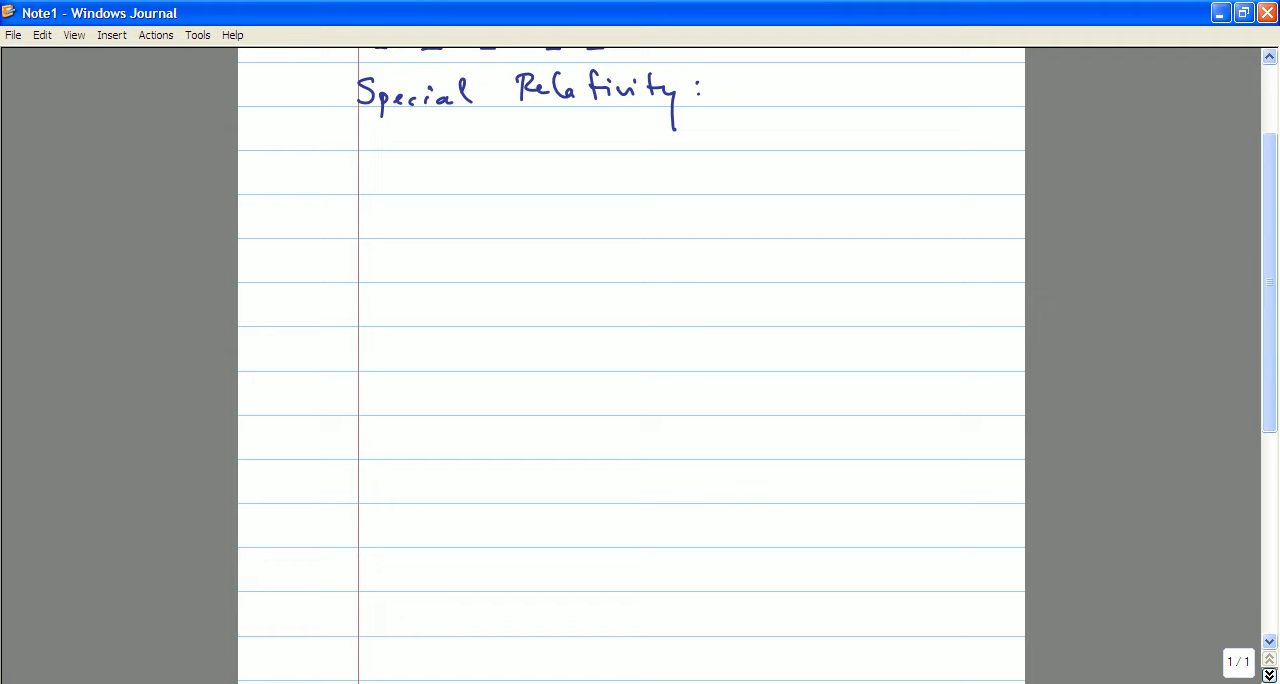 Note1 - Windows Journal
File Edit View Insert Actions Tools Help
Special Relativity:
1 / 1